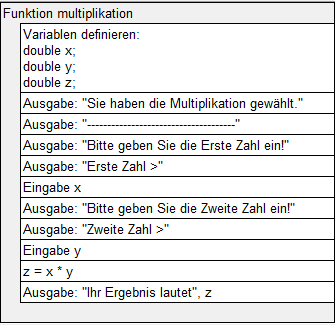 Funktion multiplikation
Variablen definieren:
double x;
double y;
double z;
Ausgabe: "Sie haben die Multiplikation gewählt."
Ausgabe: "-------------------------------------"
Ausgabe: "Bitte geben Sie die Erste Zahl ein!"
Ausgabe: "Erste Zahl >"
Eingabe x
Ausgabe: "Bitte geben Sie die Zweite Zahl ein!"
Ausgabe: "Zweite Zahl >"
Eingabe y
z = x * y
Ausgabe: "Ihr Ergebnis lautet", z